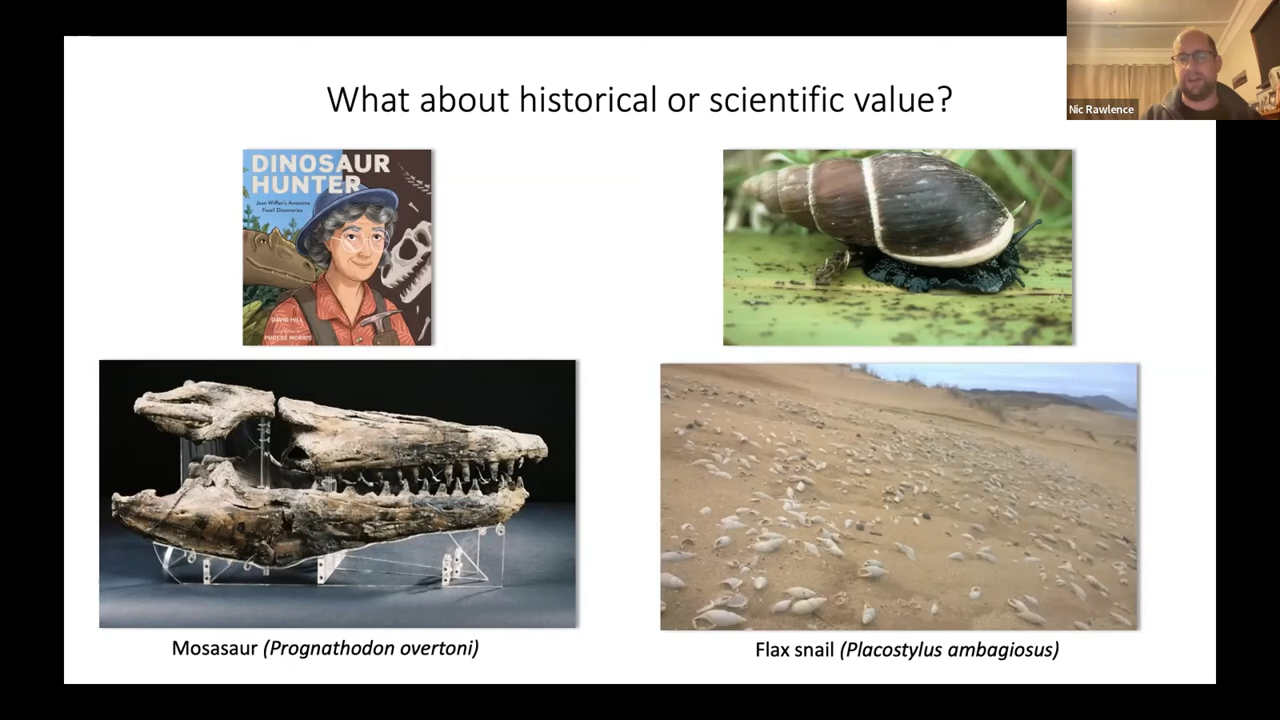 Nic Rawlence
What about historical or scientific value?
DINOSAUR
HUNTER
Joan Wiffen's Awesome
Fossil Discoveries
DAVID HILL
PHOEBE MORRIS
Mosasaur (Prognathodon overtoni)
Flax snail (Placostylus ambagiosus)